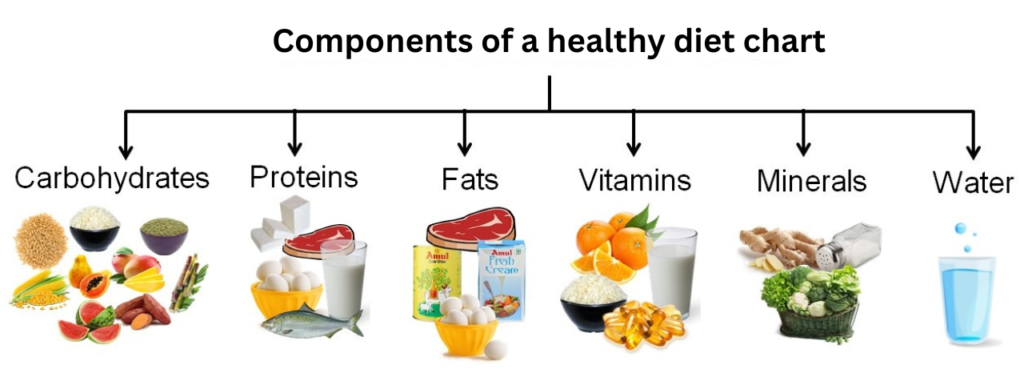 Components of a healthy diet chart
Carbohydrates
Proteins
Fats
Vitamins
Minerals
Water
Amul
Amul
Fresh
Cream